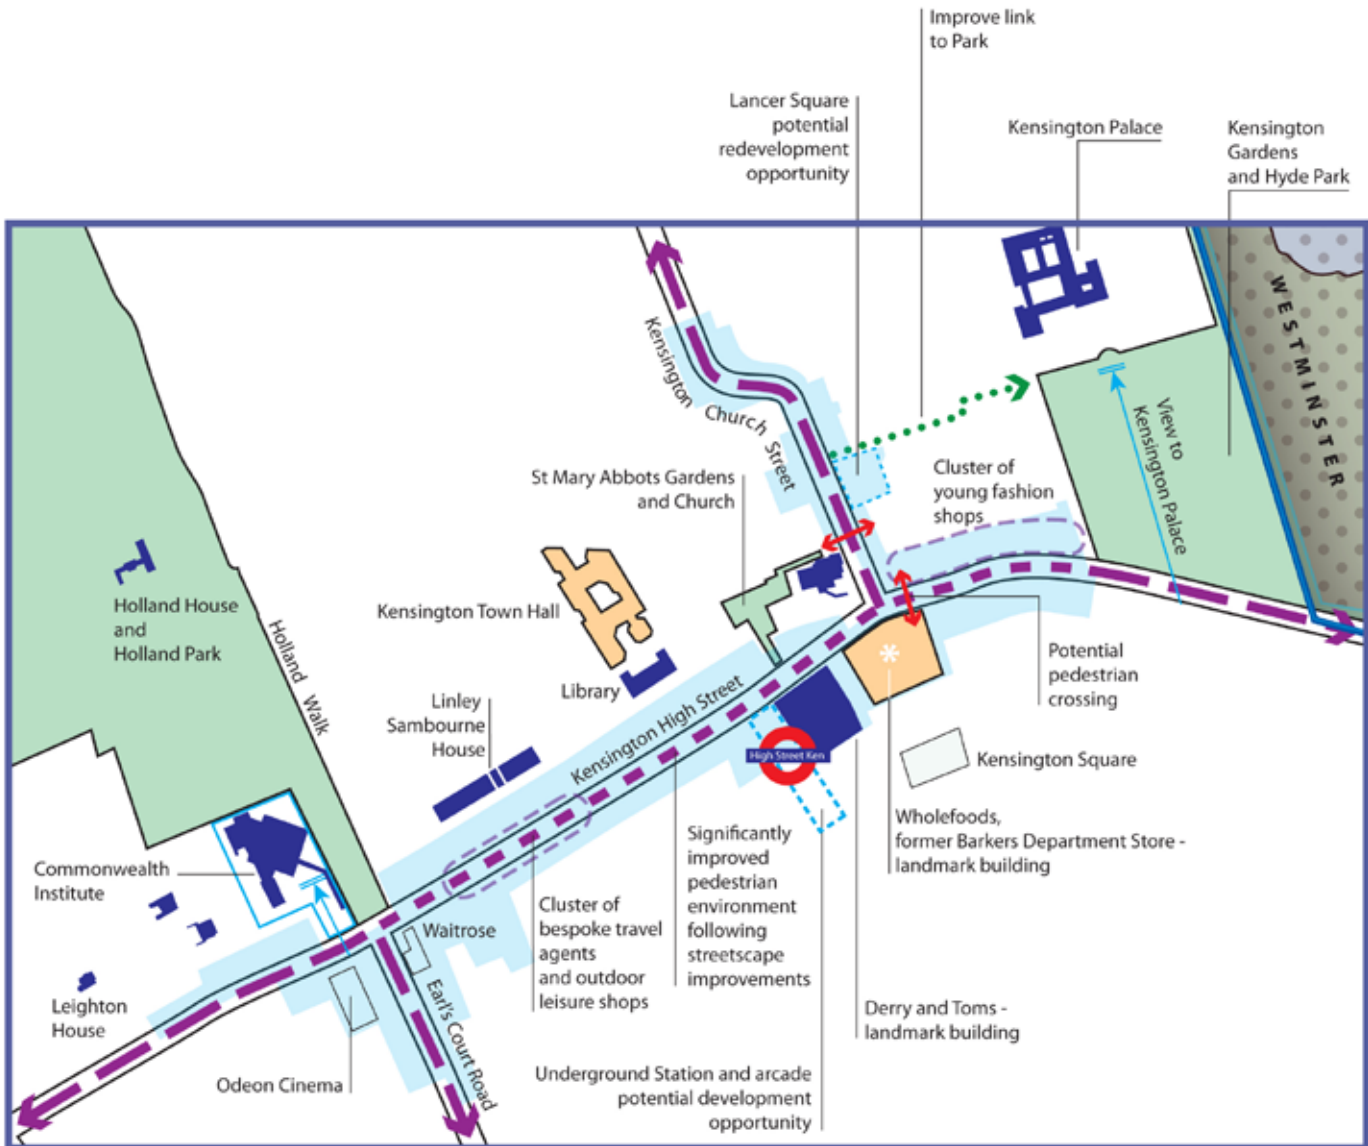 Improve link
to Park
Lancer Square
potential
redevelopment
opportunity
Kensington Palace
Kensington
Gardens
and Hyde Park
WESTMINSTER
Kensington Church Street
View to
Kensington Palace
Cluster of
young fashion
shops
St Mary Abbots Gardens
and Church
Kensington Town Hall
Holland House
and
Holland Park
Holland Walk
Library
Linley
Sambourne
House
Kensington High Street
*
Potential
pedestrian
crossing
High Street Ken
Kensington Square
Wholefoods,
former Barkers Department Store -
landmark building
Commonwealth
Institute
Significantly
improved
pedestrian
environment
following
streetscape
improvements
Cluster of
bespoke travel
agents
and outdoor
leisure shops
Waitrose
Earl's Court Road
Leighton
House
Derry and Toms -
landmark building
Odeon Cinema
Underground Station and arcade
potential development
opportunity